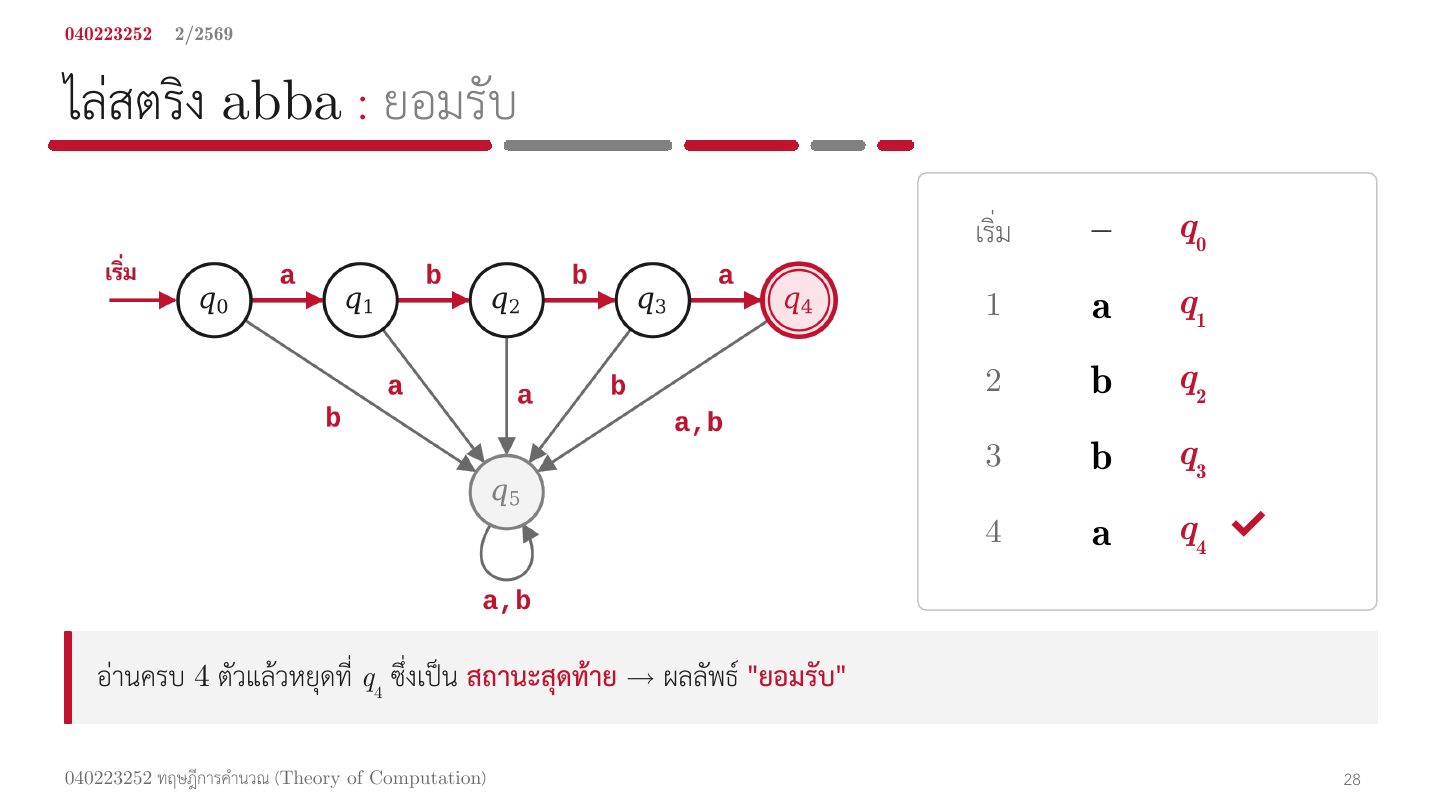 040223252 2/2569
ไล่สตริง abba : ยอมรับ
เริ่ม
a b b a
q0 q1 q2 q3 q4
b a a b a,b
q5
a,b
เริ่ม – q0
1 a q1
2 b q2
3 b q3
4 a q4 ✔
อ่านครบ 4 ตัวแล้วหยุดที่ q4 ซึ่งเป็น สถานะสุดท้าย → ผลลัพธ์ "ยอมรับ"
040223252 ทฤษฎีการคำนวณ (Theory of Computation)
28